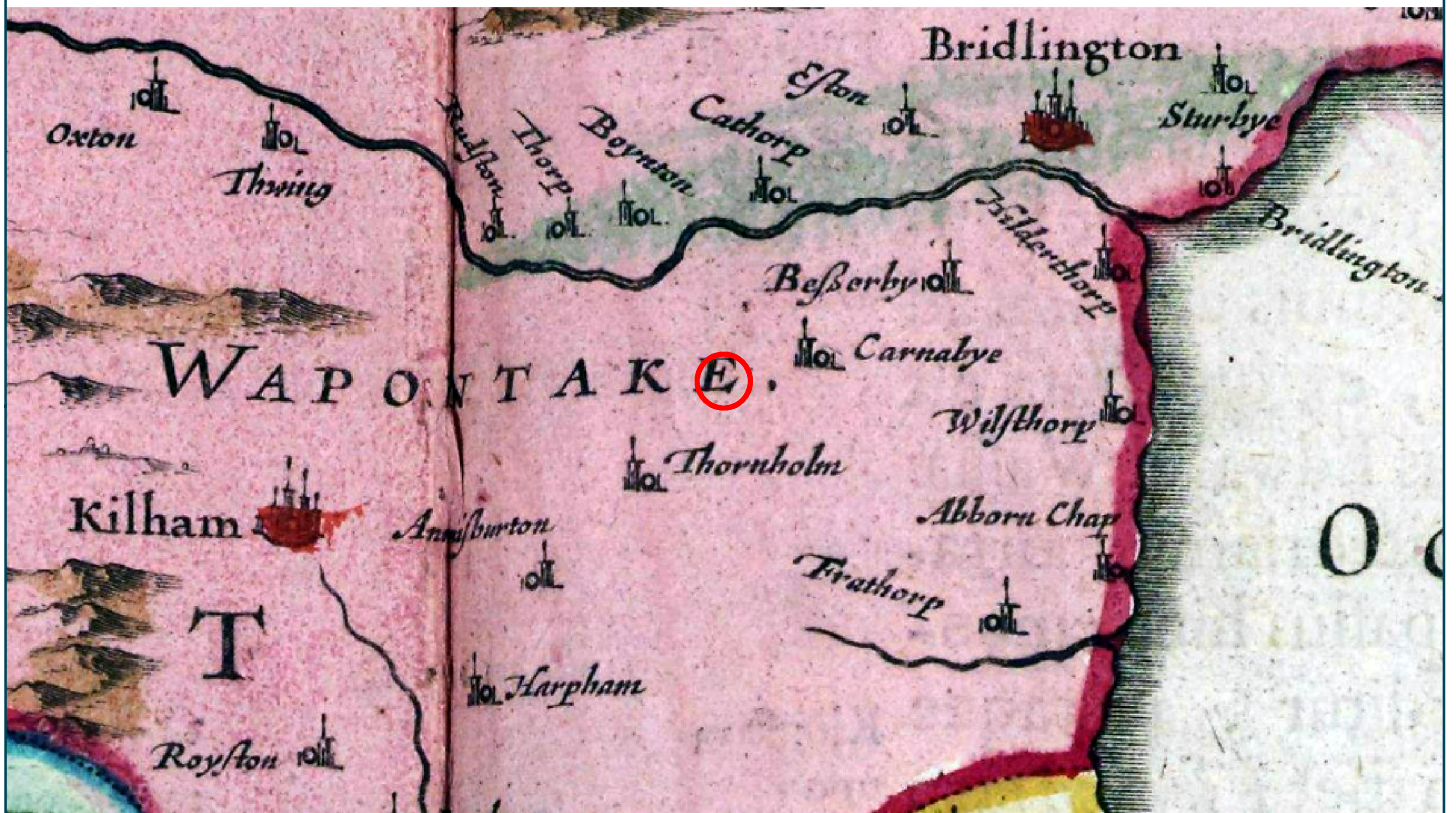 Bridlington
Eston
Sturbye
Oxton
Cathorp
Boynton
Thorp
Rudston
Thwing
Hilderthorp
Bridlington
Besserby
Carnabye
WAPONTAKE.
Wilsthorp
Thornholm
Kilham
Annisburton
Abborn Chap
Frathorp
T
Harpham
Royston